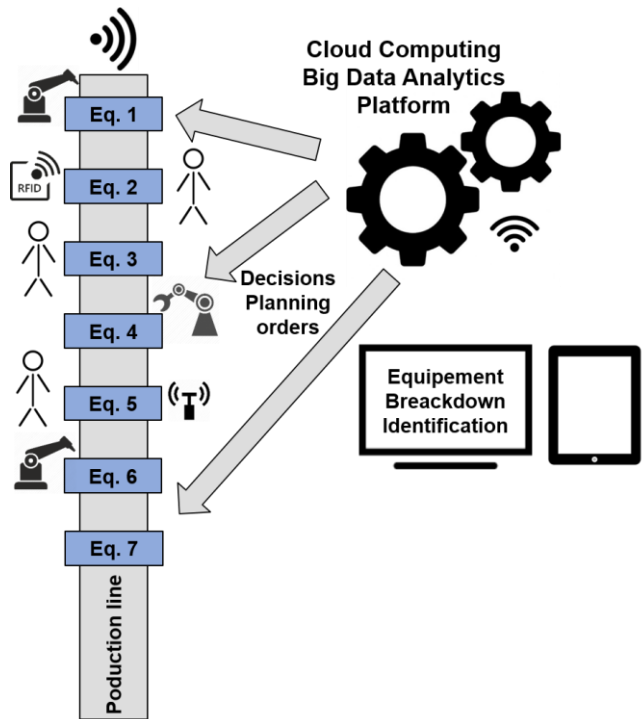 Cloud Computing
Big Data Analytics
Platform
Eq. 1
RFID
Eq. 2
Eq. 3
Decisions
Planning
orders
Eq. 4
Equipement
Breackdown
Identification
Eq. 5
Eq. 6
Eq. 7
Poduction line